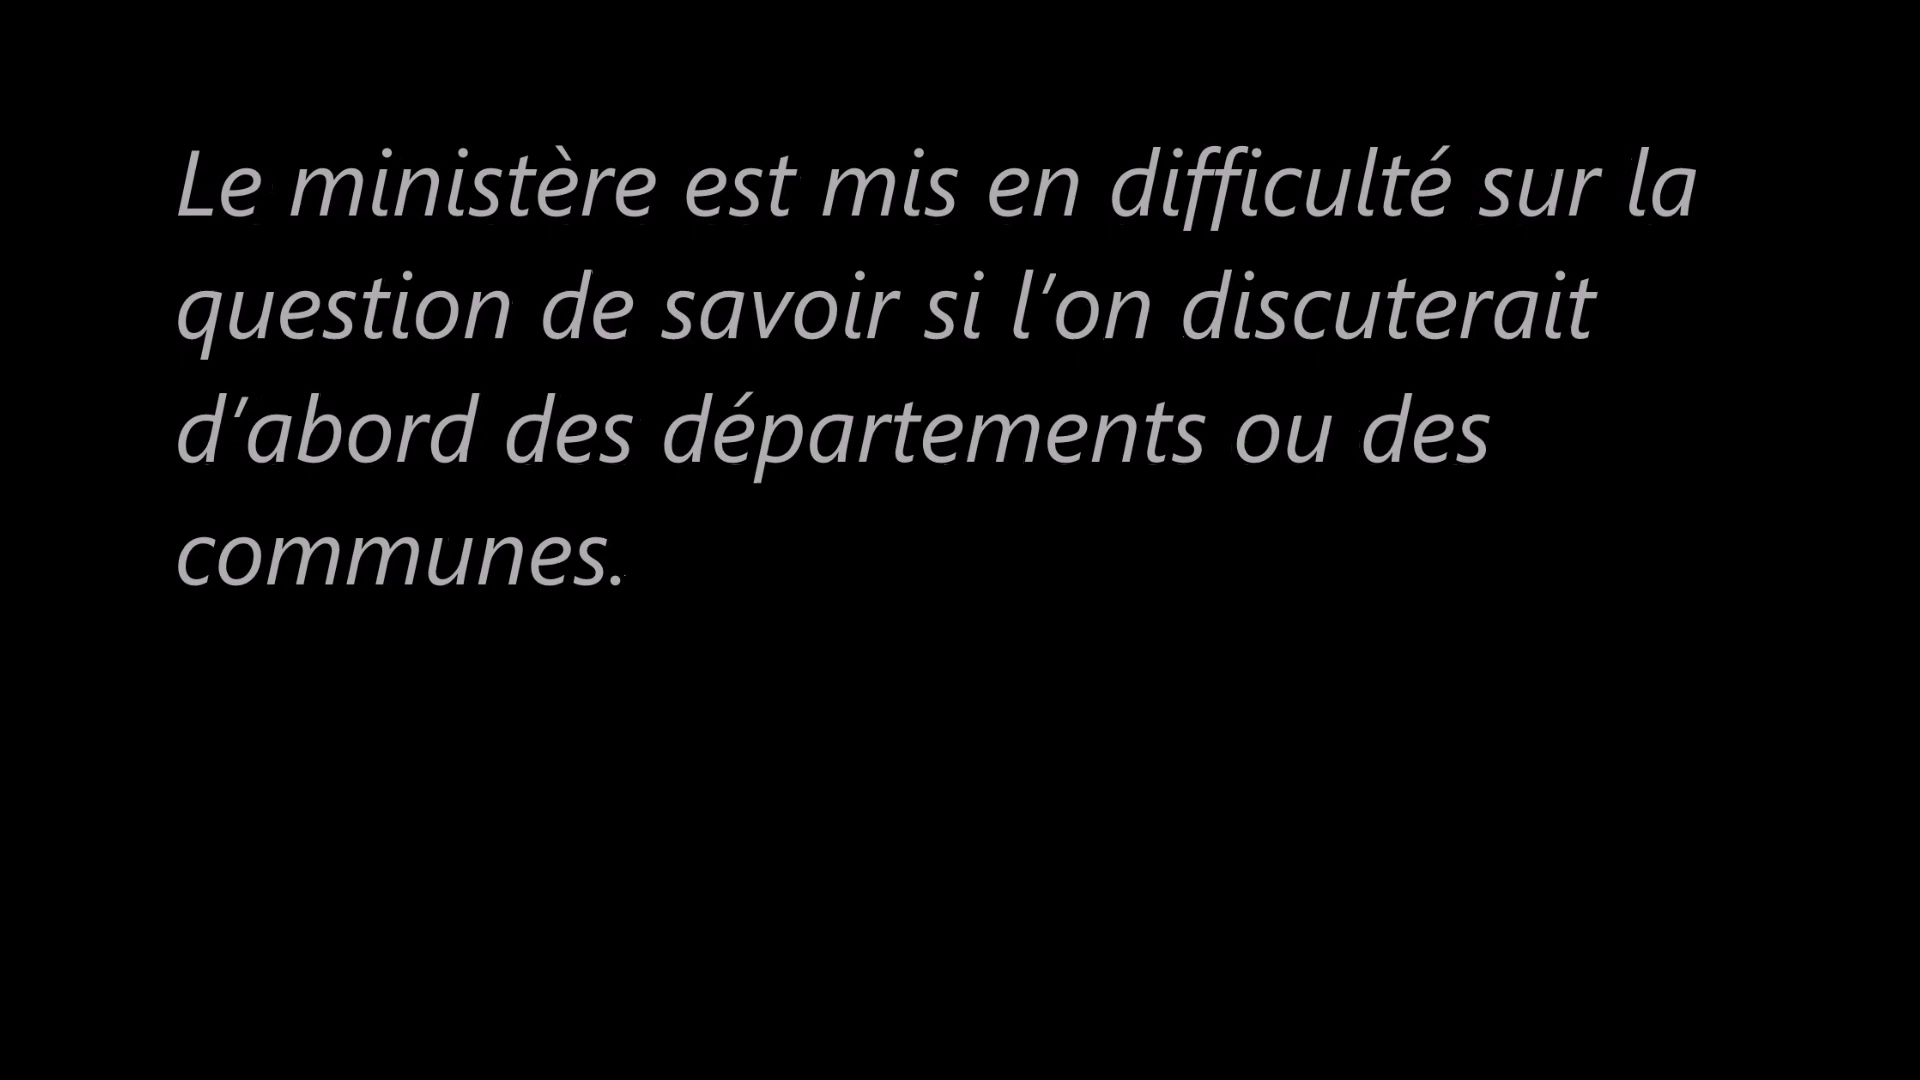 Le ministère est mis en difficulté sur la
question de savoir si l’on discuterait
d’abord des départements ou des
communes.